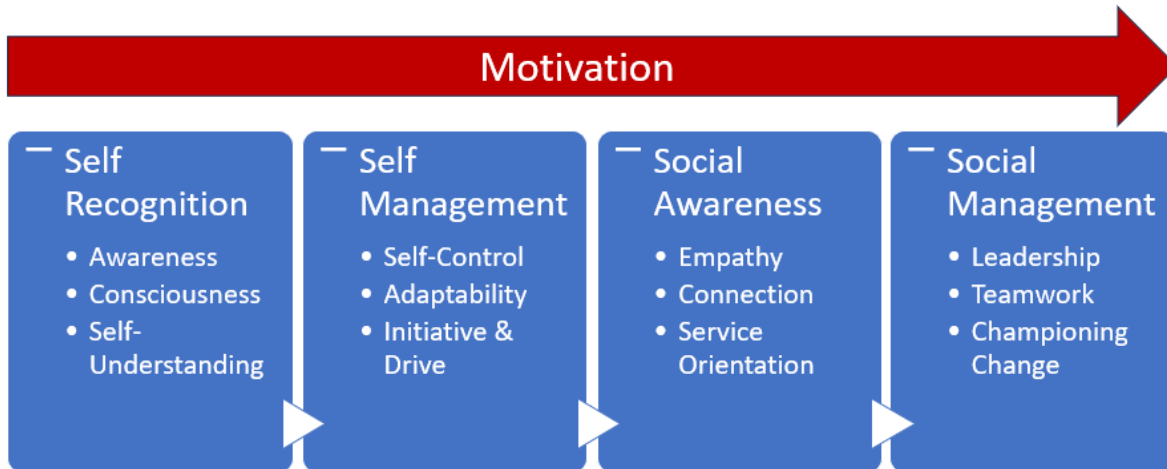 Motivation
— Self
Recognition
• Awareness
• Consciousness
• Self-
Understanding
— Self
Management
• Self-Control
• Adaptability
• Initiative &
Drive
— Social
Awareness
• Empathy
• Connection
• Service
Orientation
— Social
Management
• Leadership
• Teamwork
• Championing
Change